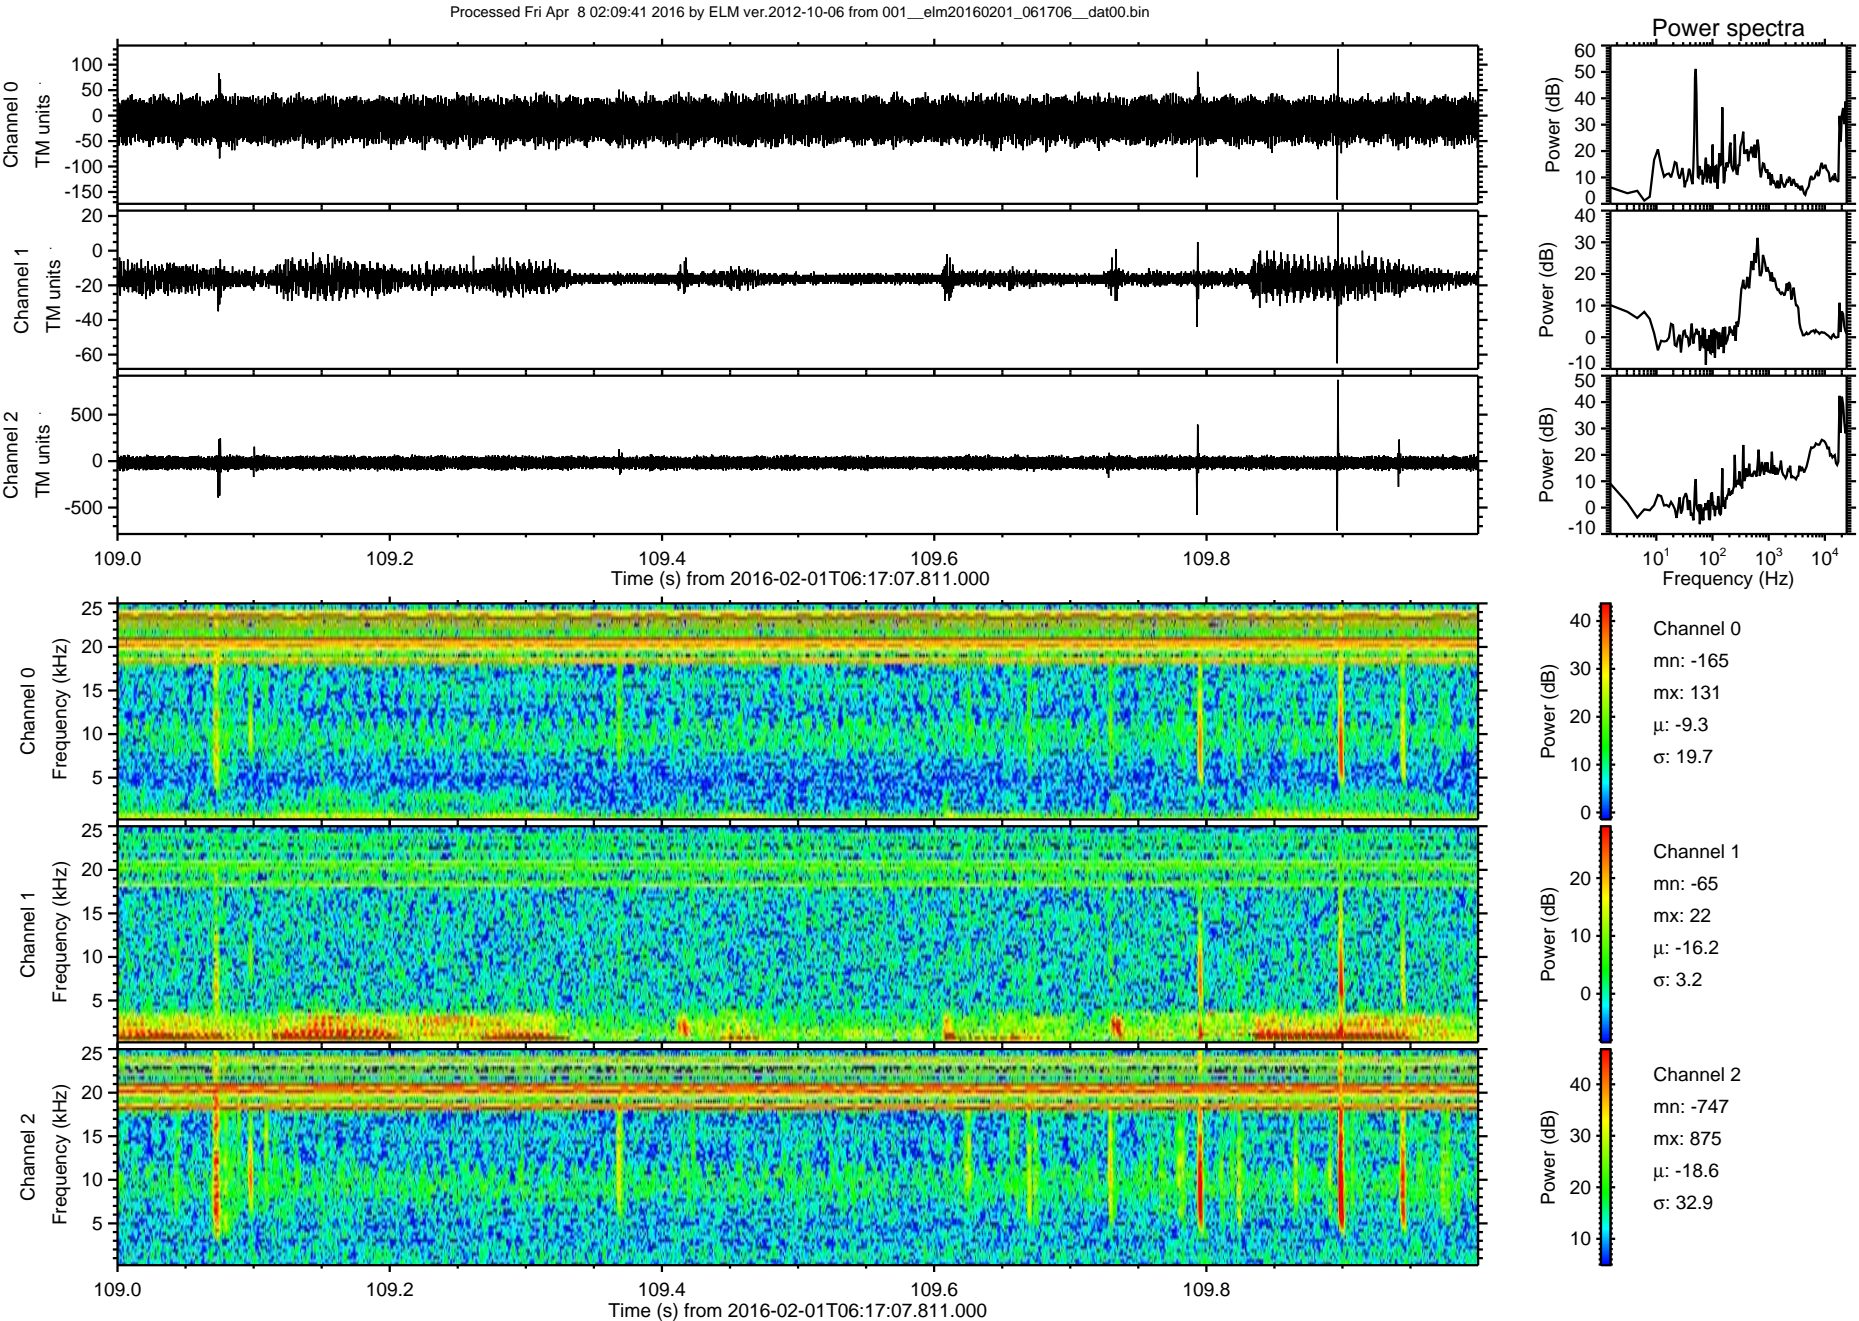 Processed Fri Apr  8 02:09:41 2016 by ELM ver.2012-10-06 from 001__elm20160201_061706__dat00.bin
Power spectra
Channel 0
TM units
100
50
0
-50
-100
-150
Power (dB)
60
50
40
30
20
10
0
Channel 1
TM units
20
0
-20
-40
-60
Power (dB)
40
30
20
10
0
-10
Channel 2
TM units
500
0
-500
Power (dB)
50
40
30
20
10
0
-10
109.0 109.2 109.4 109.6 109.8
Time (s) from 2016-02-01T06:17:07.811.000
10^1 10^2 10^3 10^4
Frequency (Hz)
Channel 0
Frequency (kHz)
25
20
15
10
5
Power (dB)
40
30
20
10
0
Channel 0
mn: -165
mx: 131
μ: -9.3
σ: 19.7
Channel 1
Frequency (kHz)
25
20
15
10
5
Power (dB)
20
10
0
Channel 1
mn: -65
mx: 22
μ: -16.2
σ: 3.2
Channel 2
Frequency (kHz)
25
20
15
10
5
Power (dB)
40
30
20
10
Channel 2
mn: -747
mx: 875
μ: -18.6
σ: 32.9
109.0 109.2 109.4 109.6 109.8
Time (s) from 2016-02-01T06:17:07.811.000